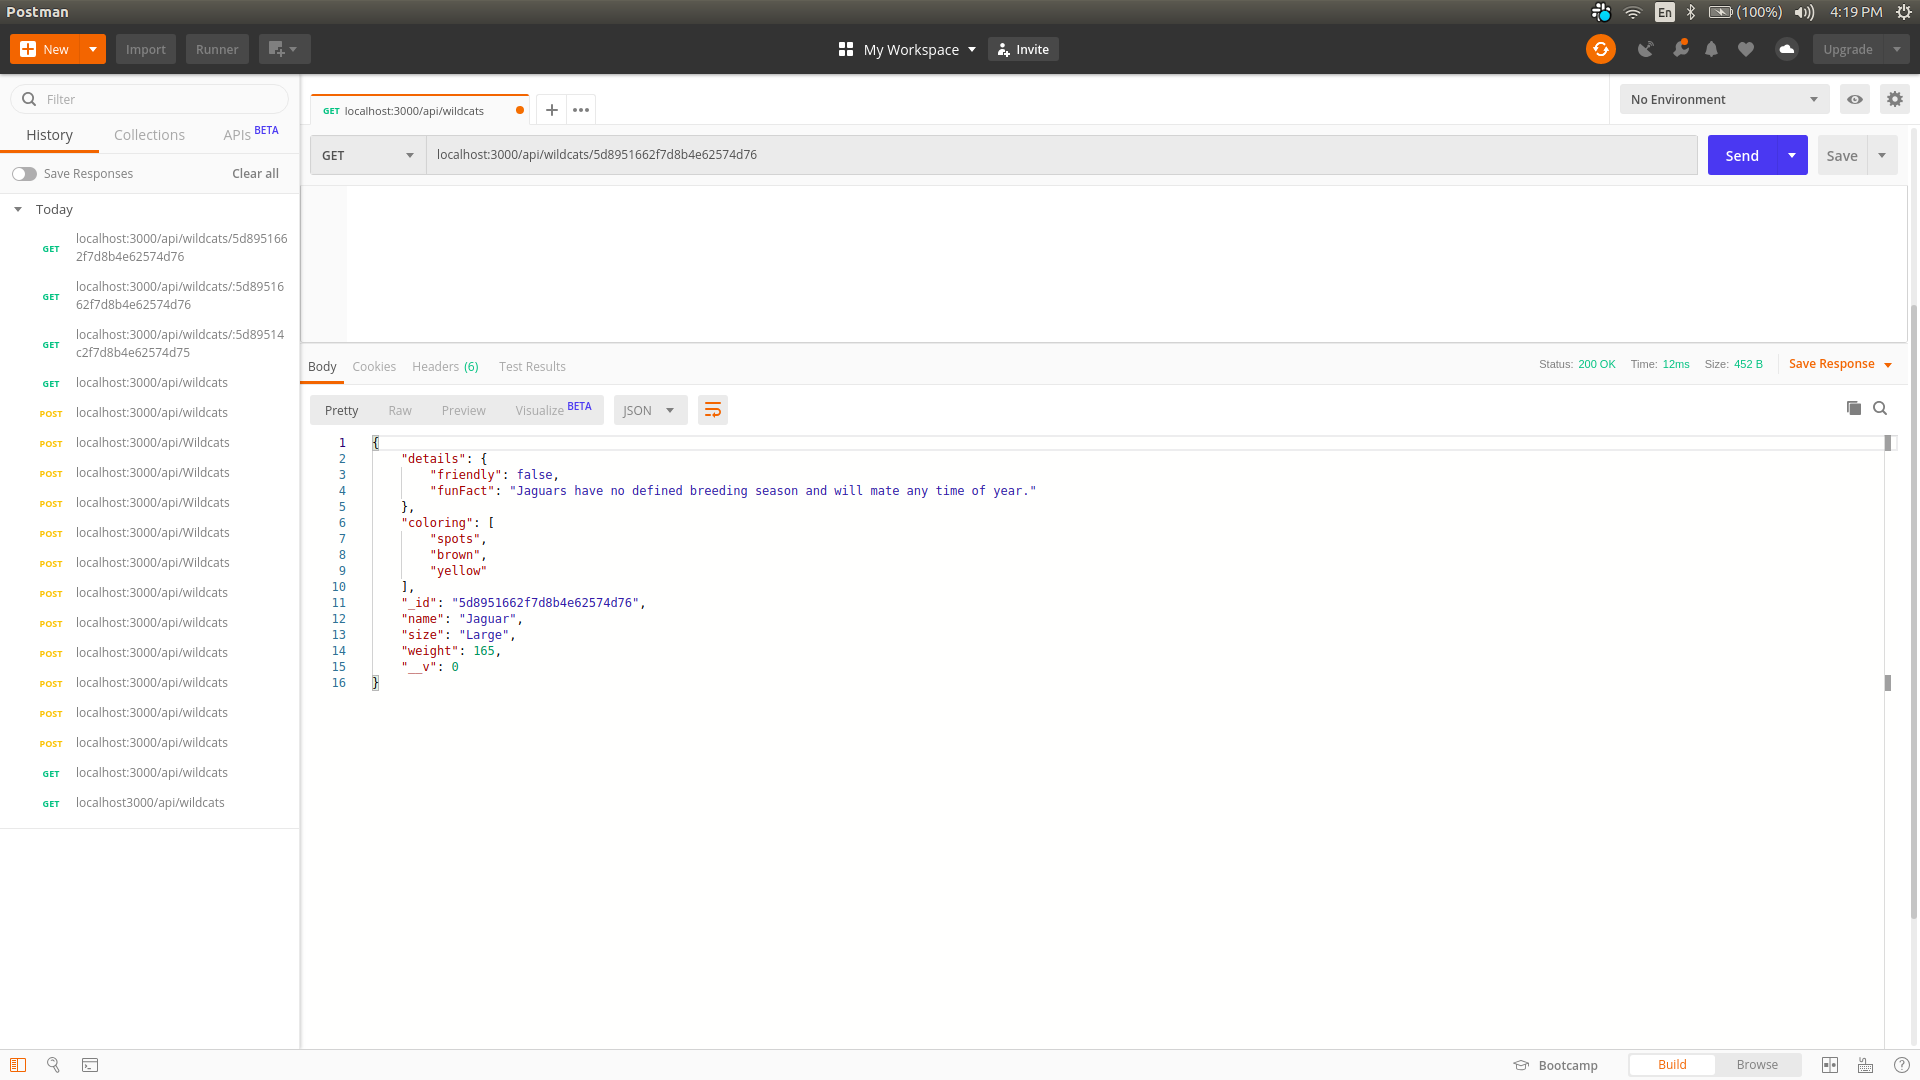 Postman
En
(100%)
4:19 PM
New
Import
Runner
My Workspace
Invite
Upgrade
Filter
History
Collections
APIs BETA
Save Responses
Clear all
Today
GET localhost:3000/api/wildcats/5d895166
2f7d8b4e62574d76
GET localhost:3000/api/wildcats/:5d89516
62f7d8b4e62574d76
GET localhost:3000/api/wildcats/:5d89514
c2f7d8b4e62574d75
GET localhost:3000/api/wildcats
POST localhost:3000/api/wildcats
POST localhost:3000/api/Wildcats
POST localhost:3000/api/Wildcats
POST localhost:3000/api/Wildcats
POST localhost:3000/api/Wildcats
POST localhost:3000/api/Wildcats
POST localhost:3000/api/wildcats
POST localhost:3000/api/wildcats
POST localhost:3000/api/wildcats
POST localhost:3000/api/wildcats
POST localhost:3000/api/wildcats
POST localhost:3000/api/wildcats
GET localhost:3000/api/wildcats
GET localhost3000/api/wildcats
GET localhost:3000/api/wildcats
No Environment
GET
localhost:3000/api/wildcats/5d8951662f7d8b4e62574d76
Send
Save
Body
Cookies
Headers (6)
Test Results
Status: 200 OK
Time: 12ms
Size: 452 B
Save Response
Pretty
Raw
Preview
Visualize BETA
JSON
1 {
2 "details": {
3 "friendly": false,
4 "funFact": "Jaguars have no defined breeding season and will mate any time of year."
5 },
6 "coloring": [
7 "spots",
8 "brown",
9 "yellow"
10 ],
11 "_id": "5d8951662f7d8b4e62574d76",
12 "name": "Jaguar",
13 "size": "Large",
14 "weight": 165,
15 "__v": 0
16 }
Bootcamp
Build
Browse